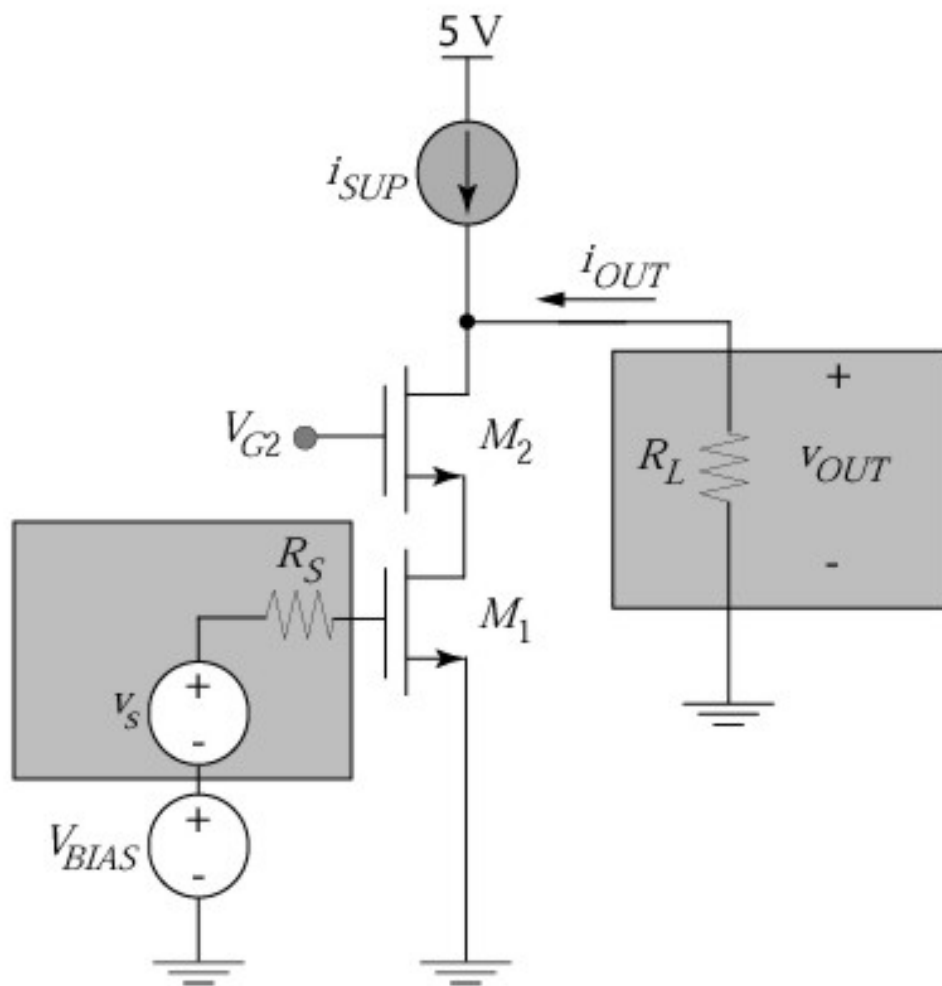 5 V
i_SUP
i_OUT
V_G2
M_2
R_L
+
v_OUT
-
R_S
M_1
+
v_s
-
+
V_BIAS
-